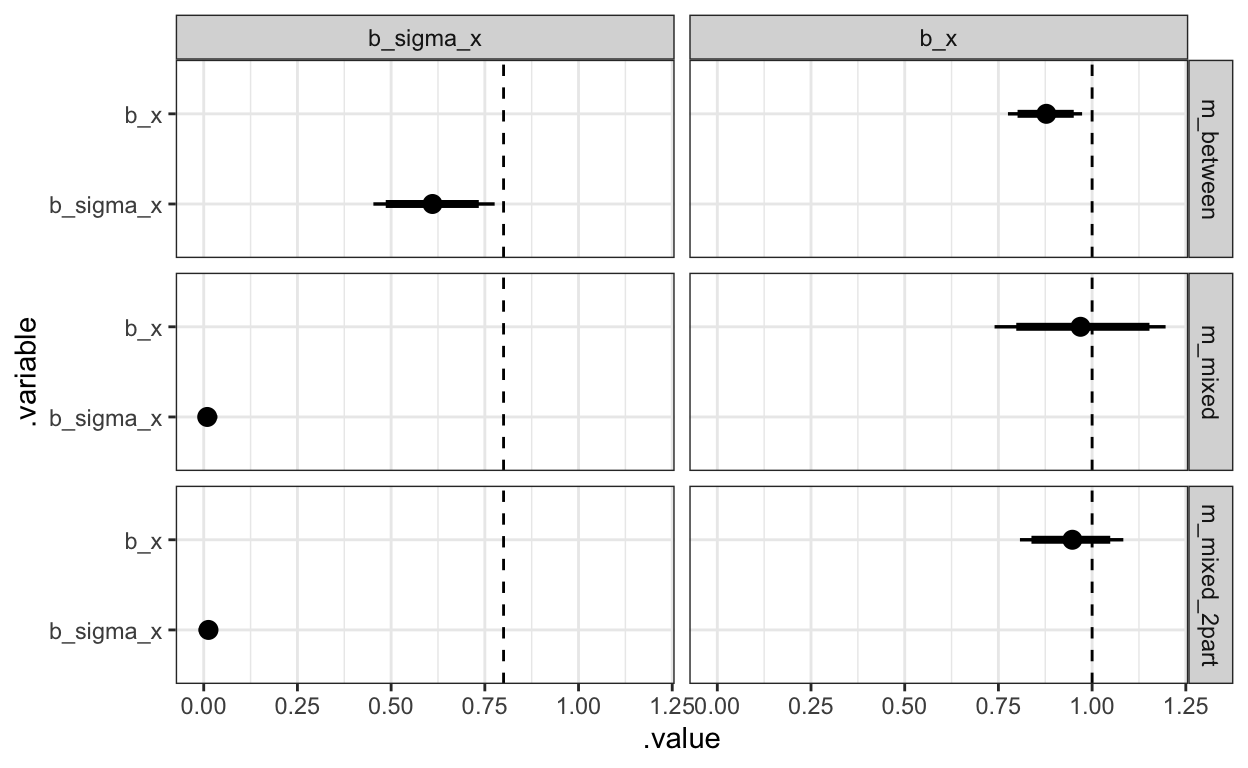 b_sigma_x
b_x
b_x
b_sigma_x
m_between
b_x
b_sigma_x
m_mixed
b_x
b_sigma_x
m_mixed_2part
.variable
0.00 0.25 0.50 0.75 1.00 1.25 0.00 0.25 0.50 0.75 1.00 1.25
.value